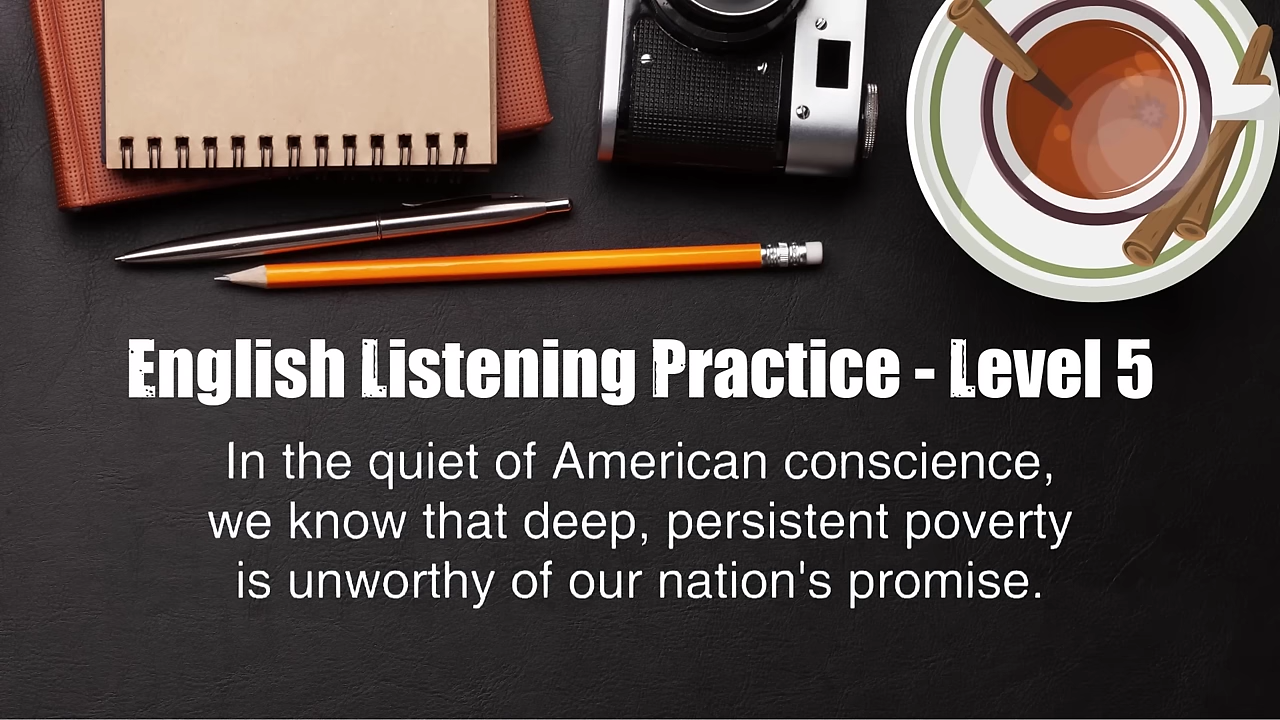 English Listening Practice - Level 5
In the quiet of American conscience,
we know that deep, persistent poverty
is unworthy of our nation's promise.